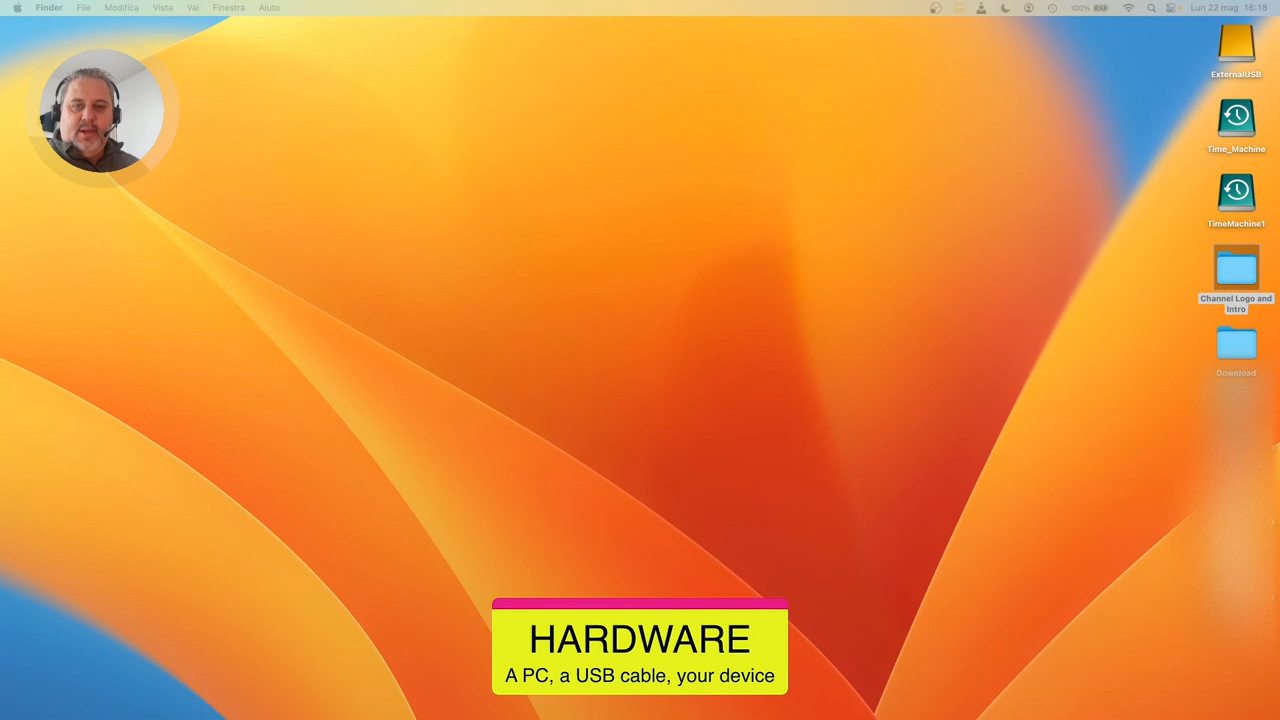 Finder File Modifica Vista Vai Finestra Aiuto 100% Lun 22 mag 16:18
ExternalUSB
Time_Machine
TimeMachine1
Channel Logo and
Intro
Download
HARDWARE
A PC, a USB cable, your device